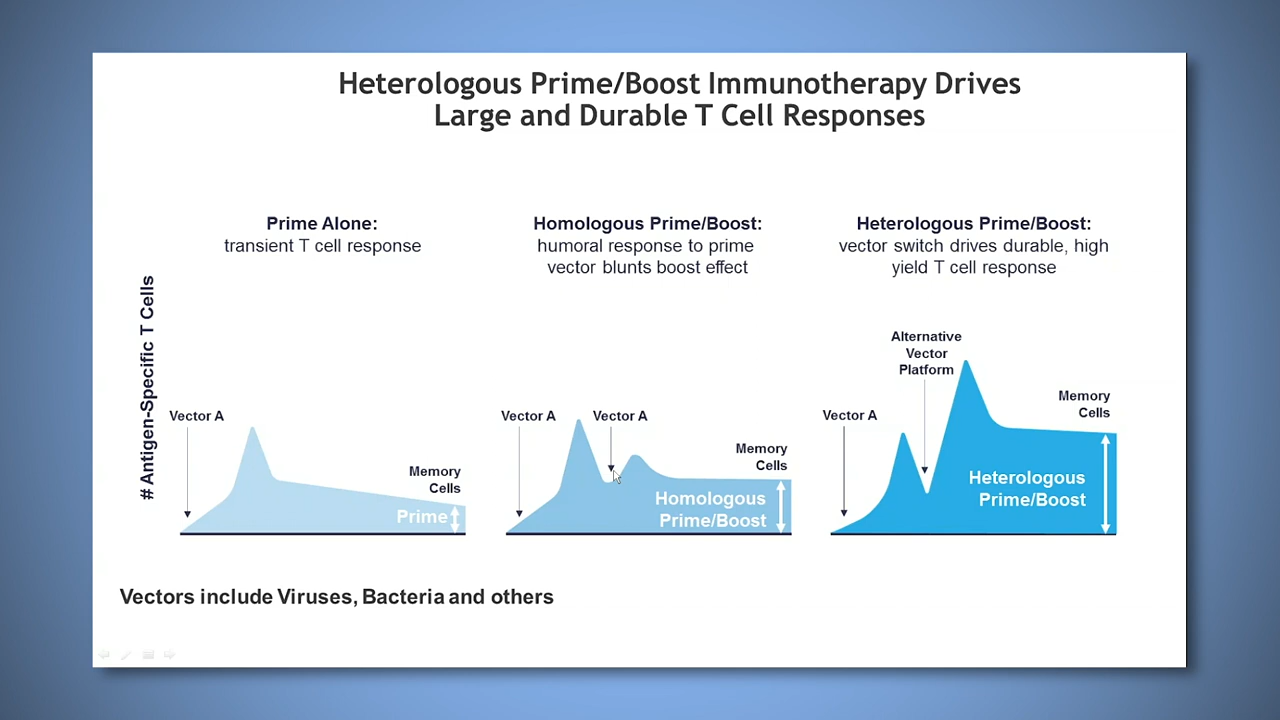 Heterologous Prime/Boost Immunotherapy Drives
Large and Durable T Cell Responses
Prime Alone:
transient T cell response
Homologous Prime/Boost:
humoral response to prime
vector blunts boost effect
Heterologous Prime/Boost:
vector switch drives durable, high
yield T cell response
# Antigen-Specific T Cells
Vector A
Memory
Cells
Prime
Vector A
Vector A
Memory
Cells
Homologous
Prime/Boost
Vector A
Alternative
Vector
Platform
Memory
Cells
Heterologous
Prime/Boost
Vectors include Viruses, Bacteria and others